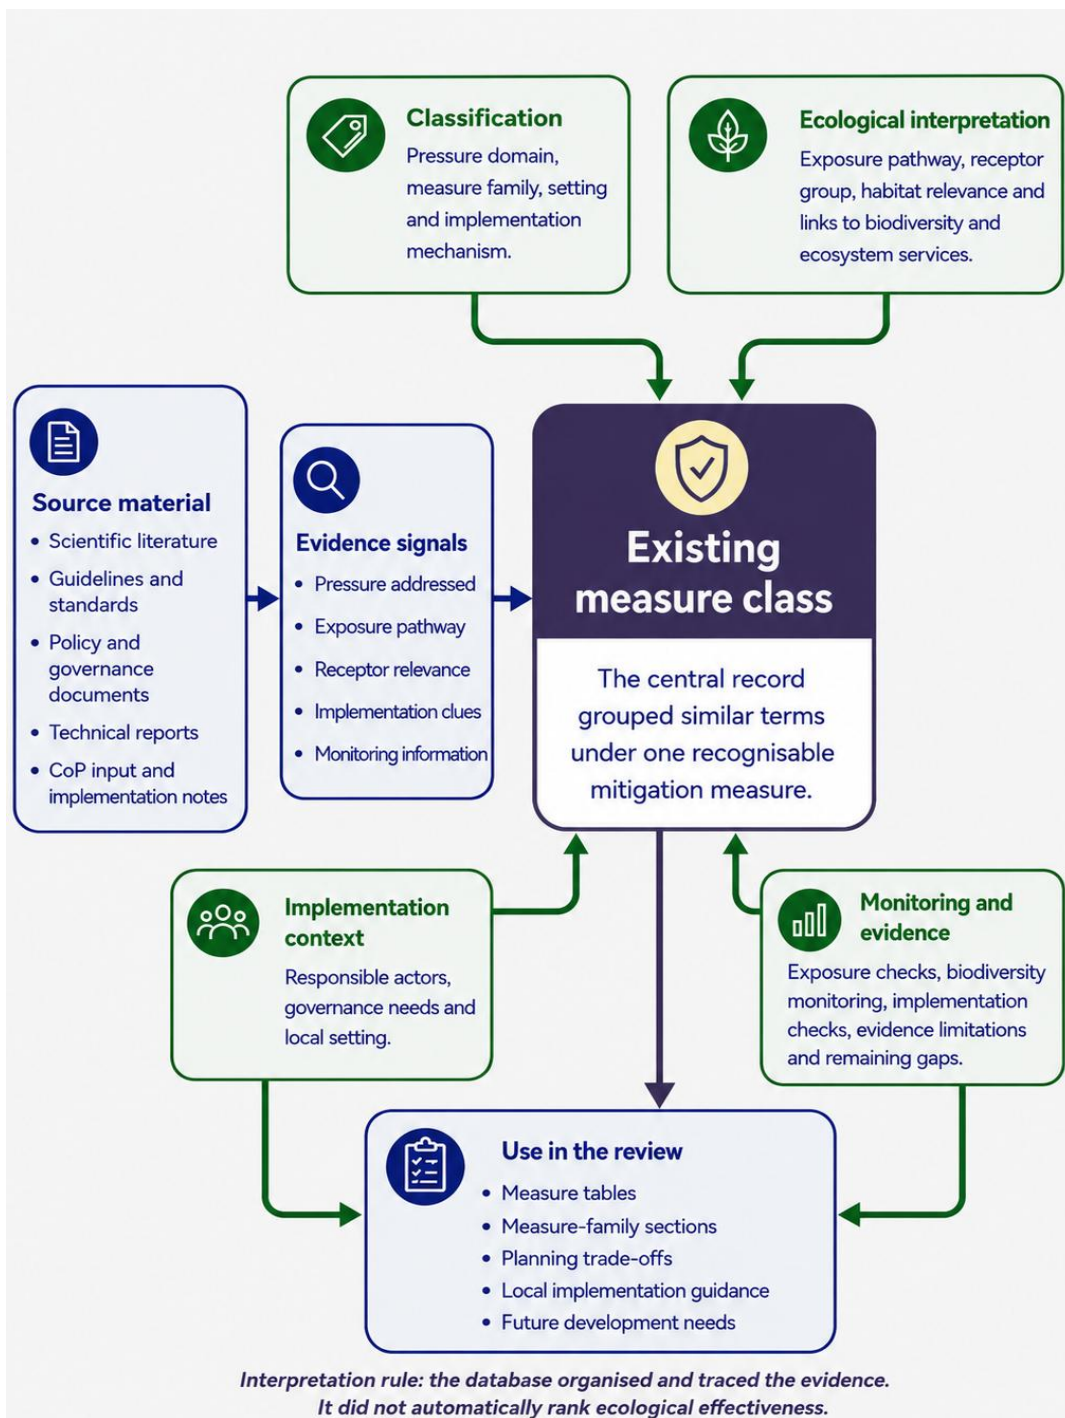 Classification
Pressure domain,
measure family, setting
and implementation
mechanism.
Ecological interpretation
Exposure pathway, receptor
group, habitat relevance and
links to biodiversity and
ecosystem services.
Source material
• Scientific literature
• Guidelines and
standards
• Policy and
governance
documents
• Technical reports
• CoP input and
implementation notes
Evidence signals
• Pressure addressed
• Exposure pathway
• Receptor relevance
• Implementation clues
• Monitoring information
Existing
measure class
The central record
grouped similar terms
under one recognisable
mitigation measure.
Implementation
context
Responsible actors,
governance needs and
local setting.
Monitoring and
evidence
Exposure checks, biodiversity
monitoring, implementation
checks, evidence limitations
and remaining gaps.
Use in the review
• Measure tables
• Measure-family sections
• Planning trade-offs
• Local implementation guidance
• Future development needs
Interpretation rule: the database organised and traced the evidence.
It did not automatically rank ecological effectiveness.